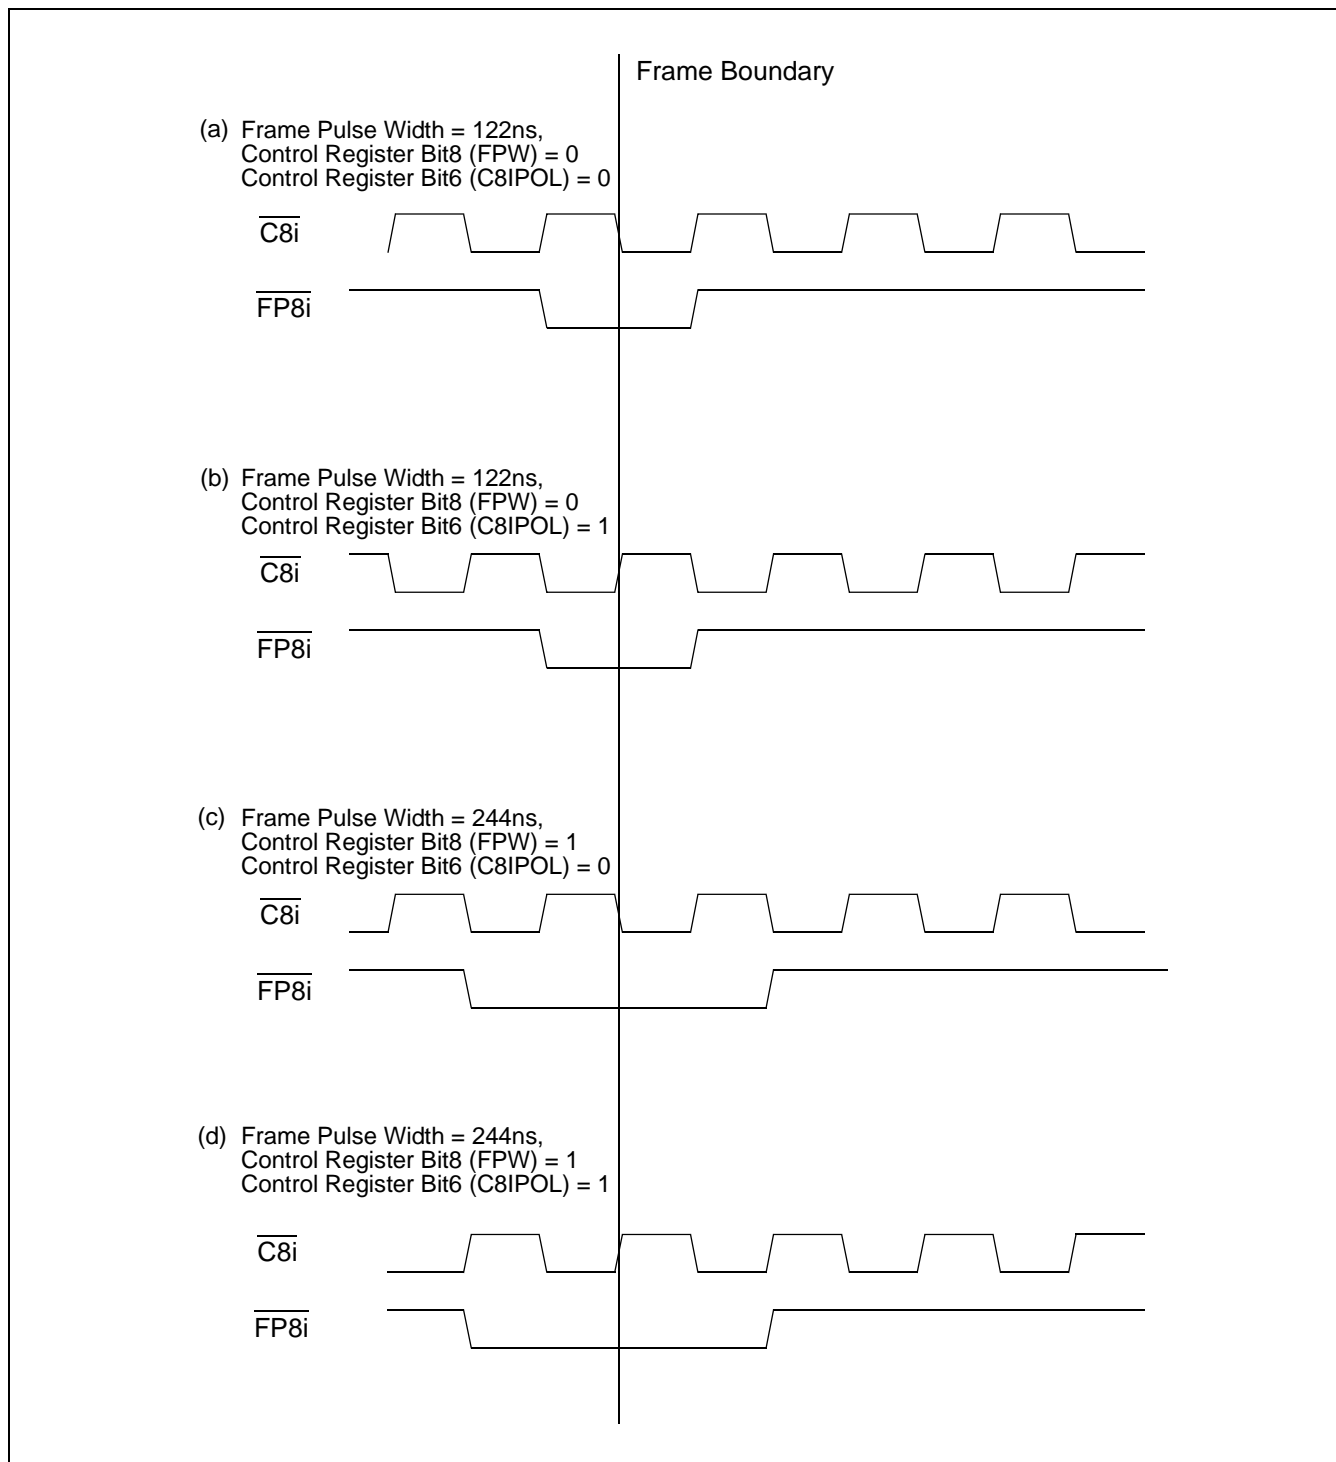 Frame Boundary
(a) Frame Pulse Width = 122ns,
Control Register Bit8 (FPW) = 0
Control Register Bit6 (C8IPOL) = 0
C8i
FP8i
(b) Frame Pulse Width = 122ns,
Control Register Bit8 (FPW) = 0
Control Register Bit6 (C8IPOL) = 1
C8i
FP8i
(c) Frame Pulse Width = 244ns,
Control Register Bit8 (FPW) = 1
Control Register Bit6 (C8IPOL) = 0
C8i
FP8i
(d) Frame Pulse Width = 244ns,
Control Register Bit8 (FPW) = 1
Control Register Bit6 (C8IPOL) = 1
C8i
FP8i